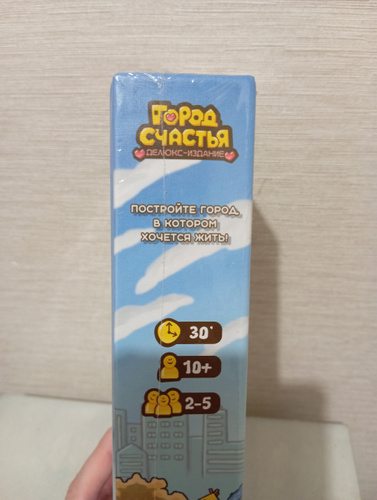 ГОРОД
СЧАСТЬЯ
ДЕЛЮКС-ИЗДАНИЕ
ПОСТРОЙТЕ ГОРОД,
В КОТОРОМ
ХОЧЕТСЯ ЖИТЬ!
30'
10+
2-5